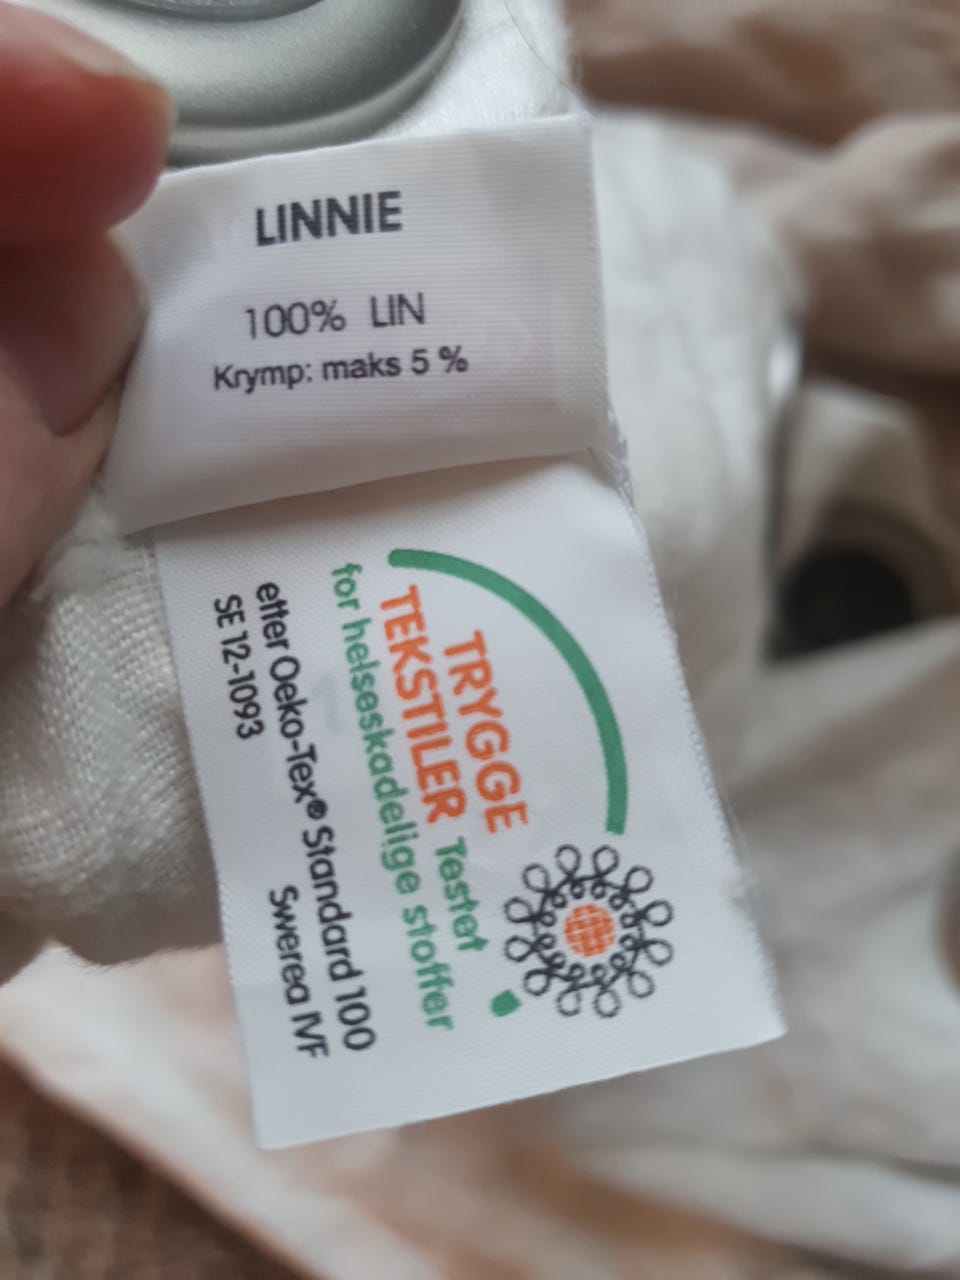 LINNIE
100% LIN
Krymp: maks 5 %
TRYGGE
TEKSTILER Testet
for helseskadelige stoffer
etter Oeko-Tex® Standard 100
SE 12-1093 Swerea IVF